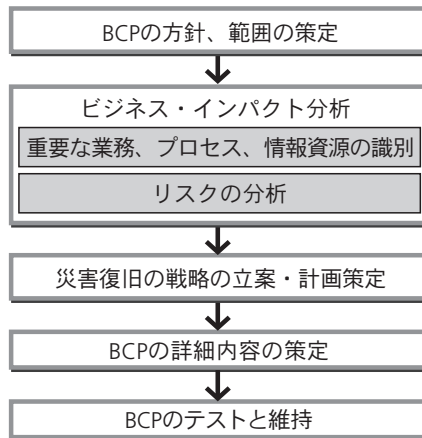 BCPの方針、範囲の策定
ビジネス・インパクト分析
重要な業務、プロセス、情報資源の識別
リスクの分析
災害復旧の戦略の立案・計画策定
BCPの詳細内容の策定
BCPのテストと維持